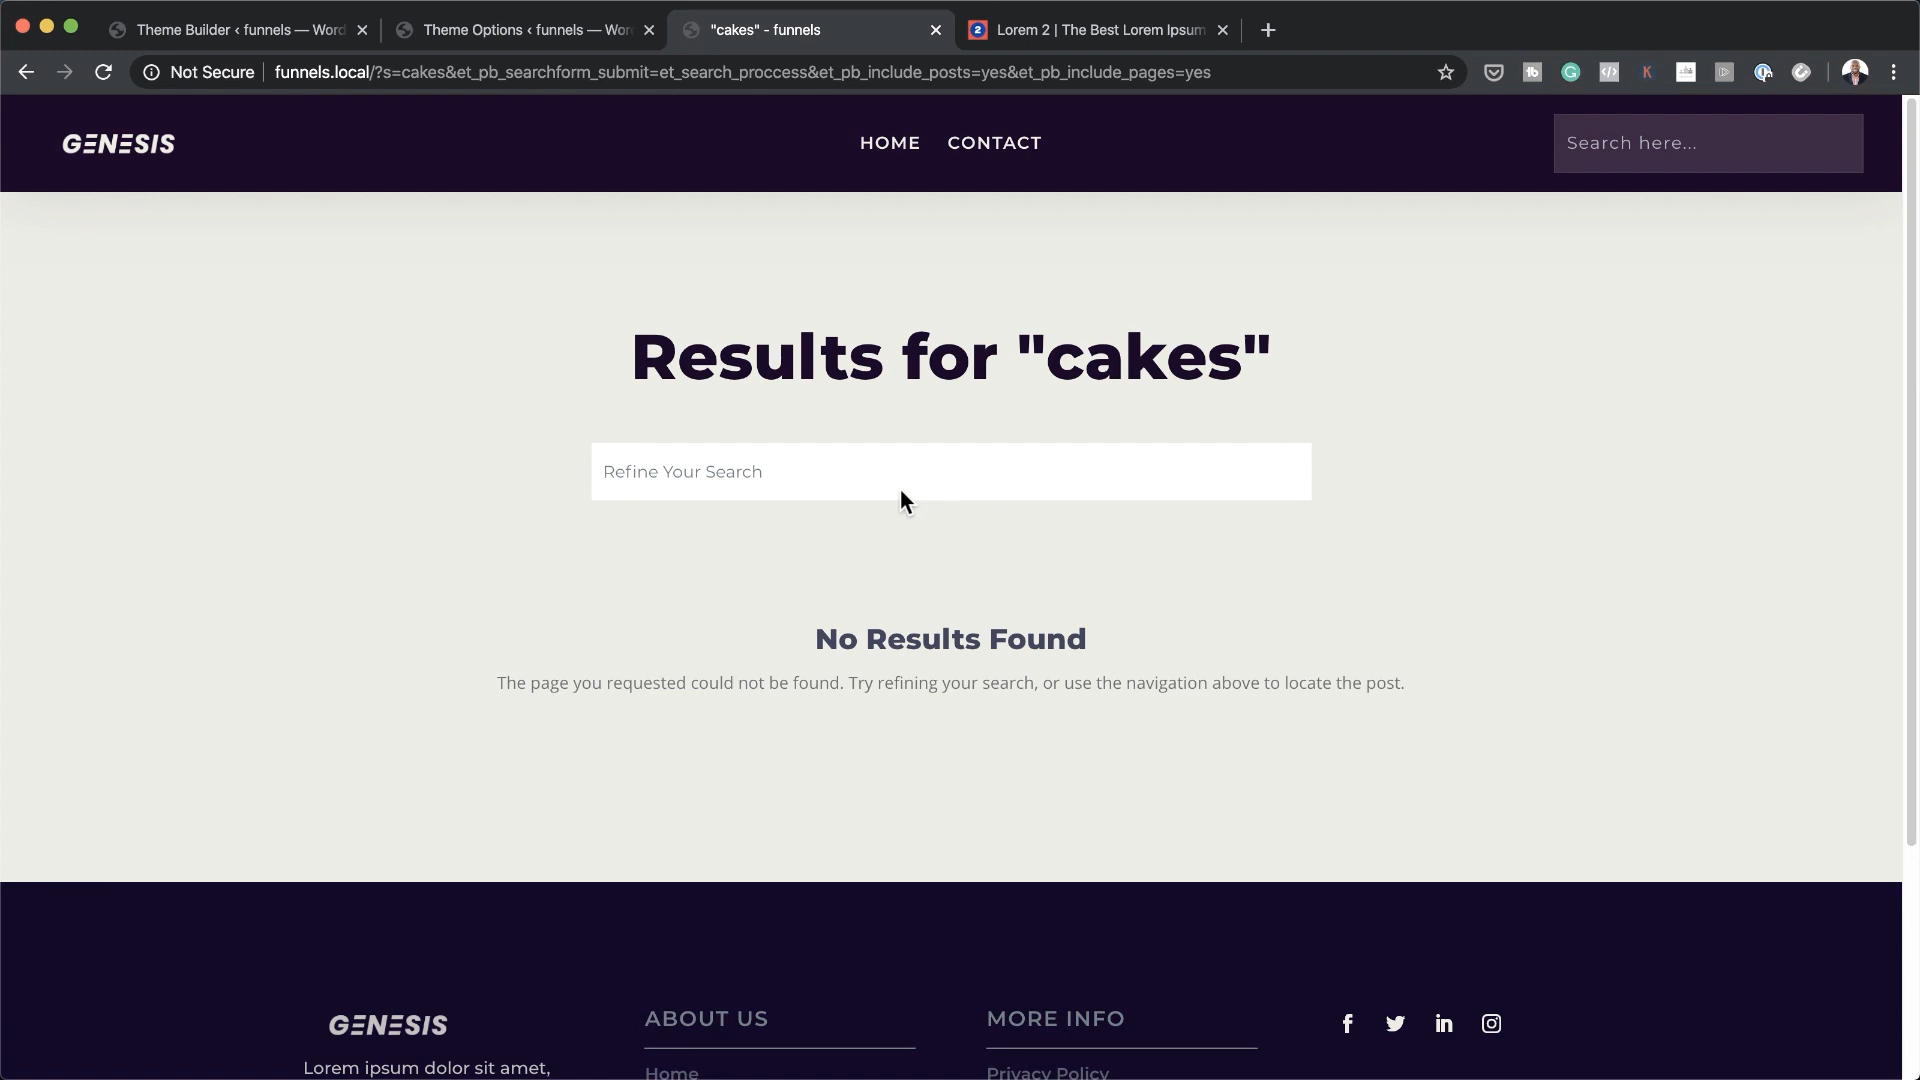 Theme Builder ‹ funnels — Word
Theme Options ‹ funnels — Wor
"cakes" - funnels
2
Lorem 2 | The Best Lorem Ipsum
Not Secure
funnels.local/?s=cakes&et_pb_searchform_submit=et_search_proccess&et_pb_include_posts=yes&et_pb_include_pages=yes
GENESIS
HOME
CONTACT
Search here...
Results for "cakes"
Refine Your Search
No Results Found
The page you requested could not be found. Try refining your search, or use the navigation above to locate the post.
GENESIS
Lorem ipsum dolor sit amet,
ABOUT US
Home
MORE INFO
Privacy Policy